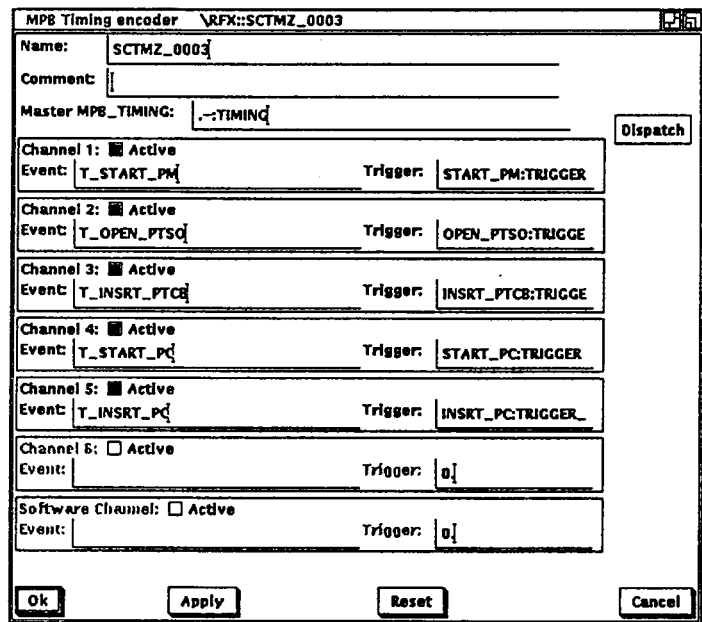 MPB Timing encoder \RFX::SCTMZ_0003
Name: SCTMZ_0003
Comment:
Master MPB_TIMING: .-:TIMING
Dispatch
Channel 1: Active
Event: T_START_PM Trigger: START_PM:TRIGGER
Channel 2: Active
Event: T_OPEN_PTSO Trigger: OPEN_PTSO:TRIGGE
Channel 3: Active
Event: T_INSRT_PTCB Trigger: INSRT_PTCB:TRIGGE
Channel 4: Active
Event: T_START_PC Trigger: START_PC:TRIGGER
Channel 5: Active
Event: T_INSRT_PC Trigger: INSRT_PC:TRIGGER_
Channel 6: Active
Event: Trigger: 0.
Software Channel: Active
Event: Trigger: 0.
Ok Apply Reset Cancel